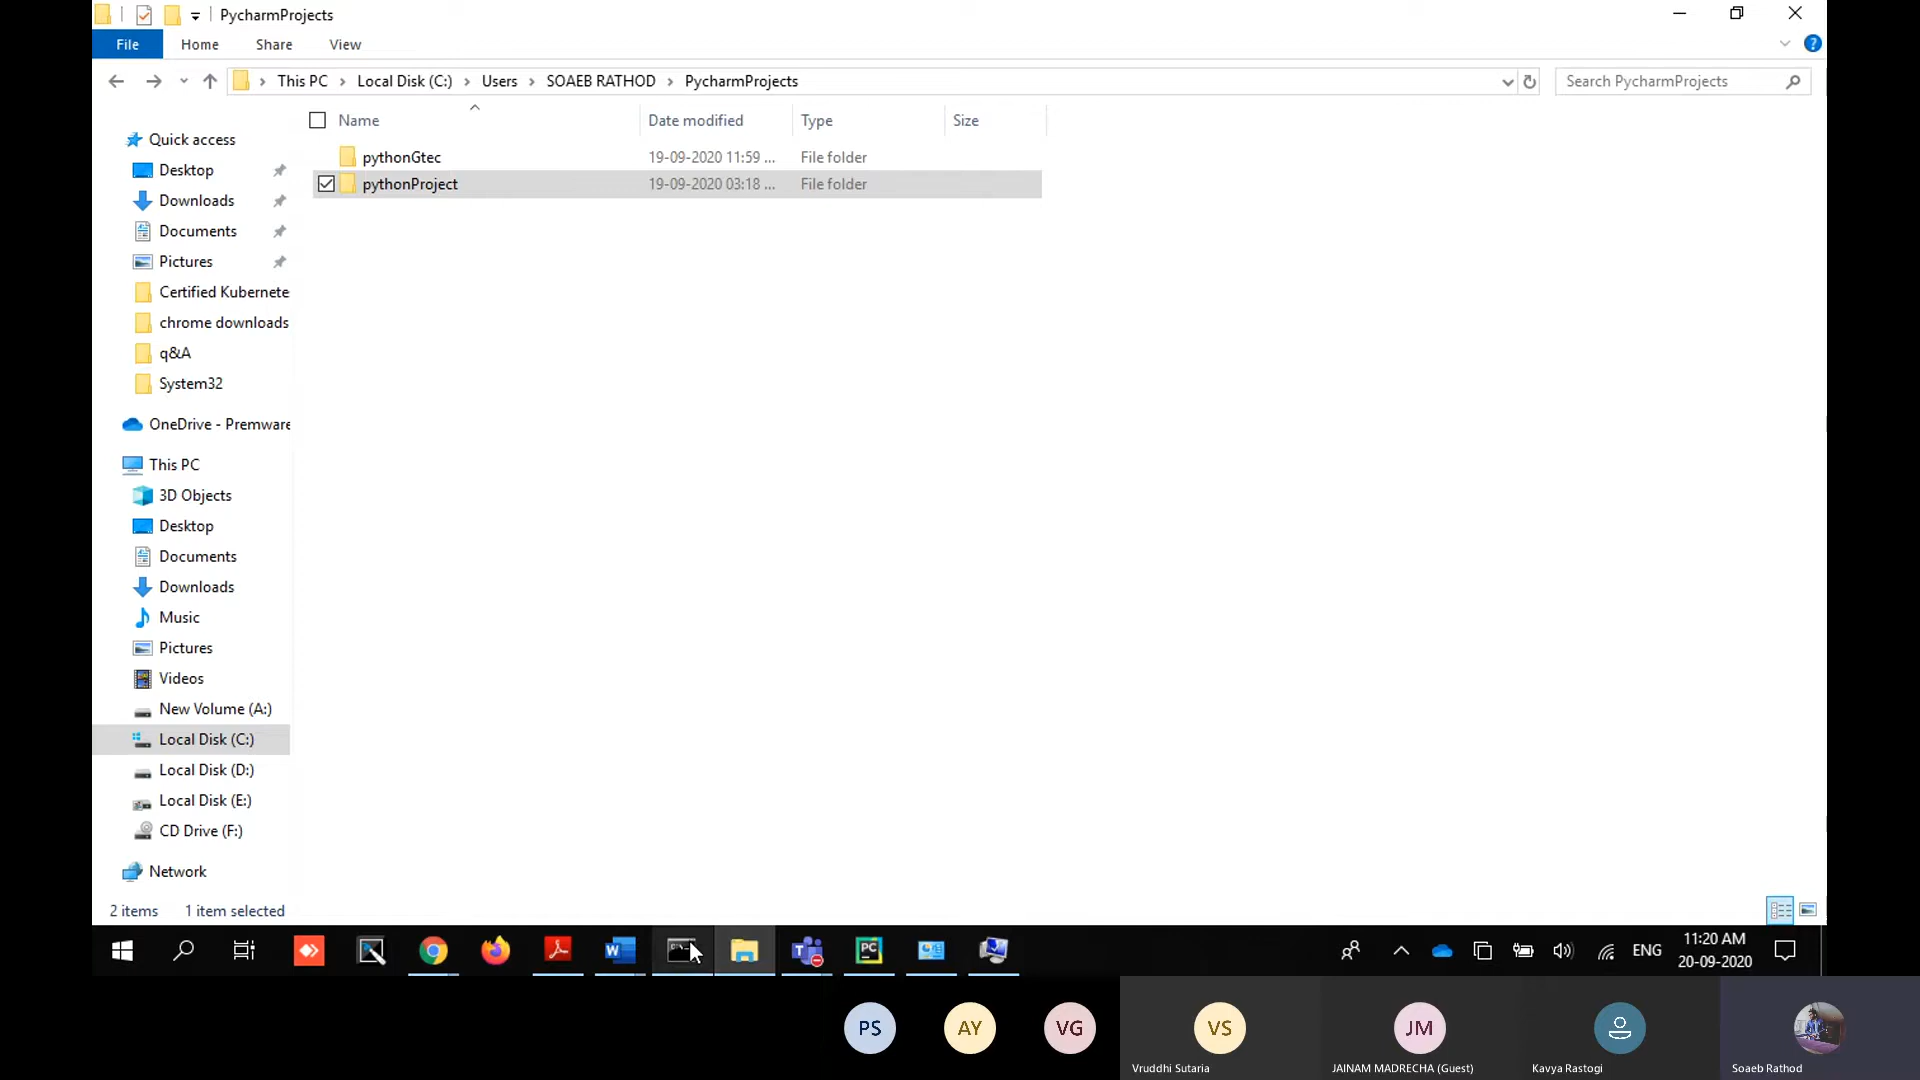 PycharmProjects
File Home Share View
This PC Local Disk (C:) Users SOAEB RATHOD PycharmProjects Search PycharmProjects
Name Date modified Type Size
pythonGtec 19-09-2020 11:59 ... File folder
pythonProject 19-09-2020 03:18 ... File folder
Quick access
Desktop
Downloads
Documents
Pictures
Certified Kubernete
chrome downloads
q&A
System32
OneDrive - Premware
This PC
3D Objects
Desktop
Documents
Downloads
Music
Pictures
Videos
New Volume (A:)
Local Disk (C:)
Local Disk (D:)
Local Disk (E:)
CD Drive (F:)
Network
2 items 1 item selected
ENG 11:20 AM
20-09-2020
PS AY VG VS JM
Vruddhi Sutaria JAINAM MADRECHA (Guest) Kavya Rastogi Soaeb Rathod